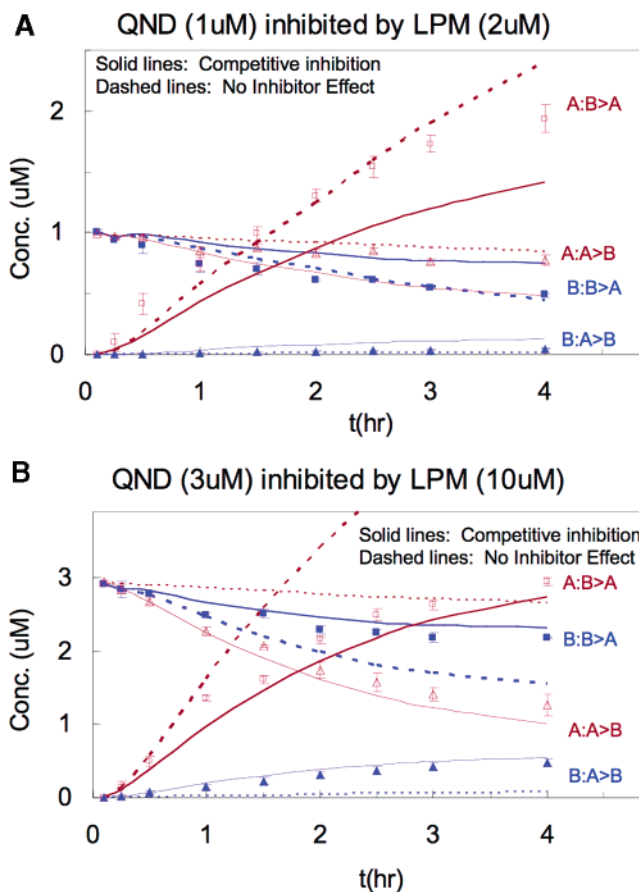 A
QND (1uM) inhibited by LPM (2uM)
Solid lines: Competitive inhibition
Dashed lines: No Inhibitor Effect
Conc. (uM)
2
1
0
A:B>A
A:A>B
B:B>A
B:A>B
0 1 2 3 4
t(hr)
B
QND (3uM) inhibited by LPM (10uM)
Solid lines: Competitive inhibition
Dashed lines: No Inhibitor Effect
Conc. (uM)
3
2
1
0
A:B>A
B:B>A
A:A>B
B:A>B
0 1 2 3 4
t(hr)